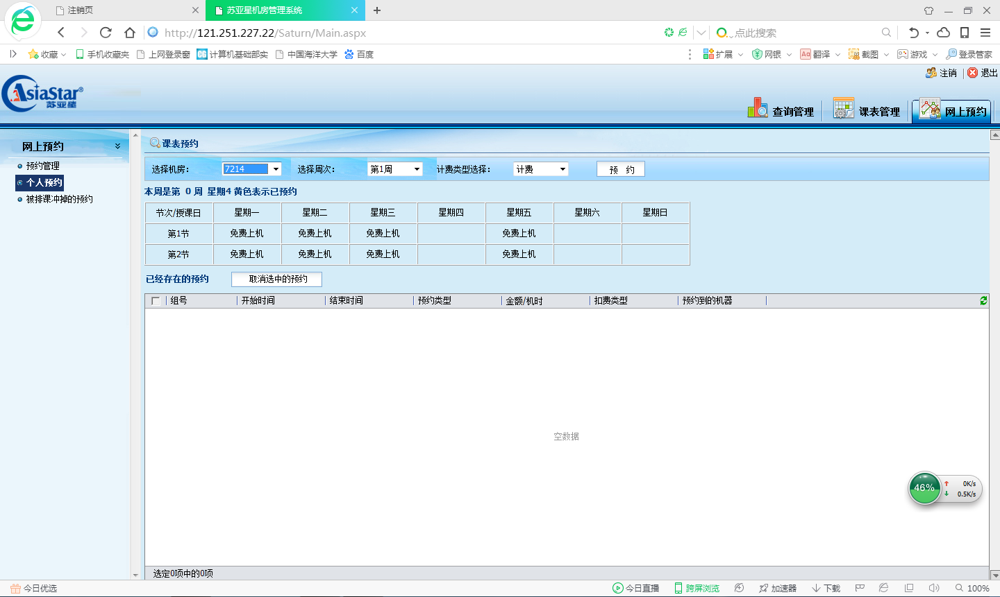 注销页
苏亚星机房管理系统
http://121.251.227.22/Saturn/Main.aspx
点此搜索
收藏 手机收藏夹 上网登录窗 计算机基础部实 中国海洋大学 百度
扩展 网银 翻译 截图 游戏 登录管家
注销 退出
AsiaStar®
苏亚星
查询管理 课表管理 网上预约
网上预约
预约管理
个人预约
被排课冲掉的预约
课表预约
选择机房： 7214 选择周次： 第1周 计费类型选择： 计费 预 约
本周是第 0 周 星期4 黄色表示已预约
节次/授课日 星期一 星期二 星期三 星期四 星期五 星期六 星期日
第1节 免费上机 免费上机 免费上机 免费上机
第2节 免费上机 免费上机 免费上机 免费上机
已经存在的预约 取消选中的预约
组号 开始时间 结束时间 预约类型 金额/机时 扣费类型 预约到的机器
空数据
46% 0K/s
0.5K/s
选定0项中的0项
今日优选 今日直播 跨屏浏览 加速器 下载 100%